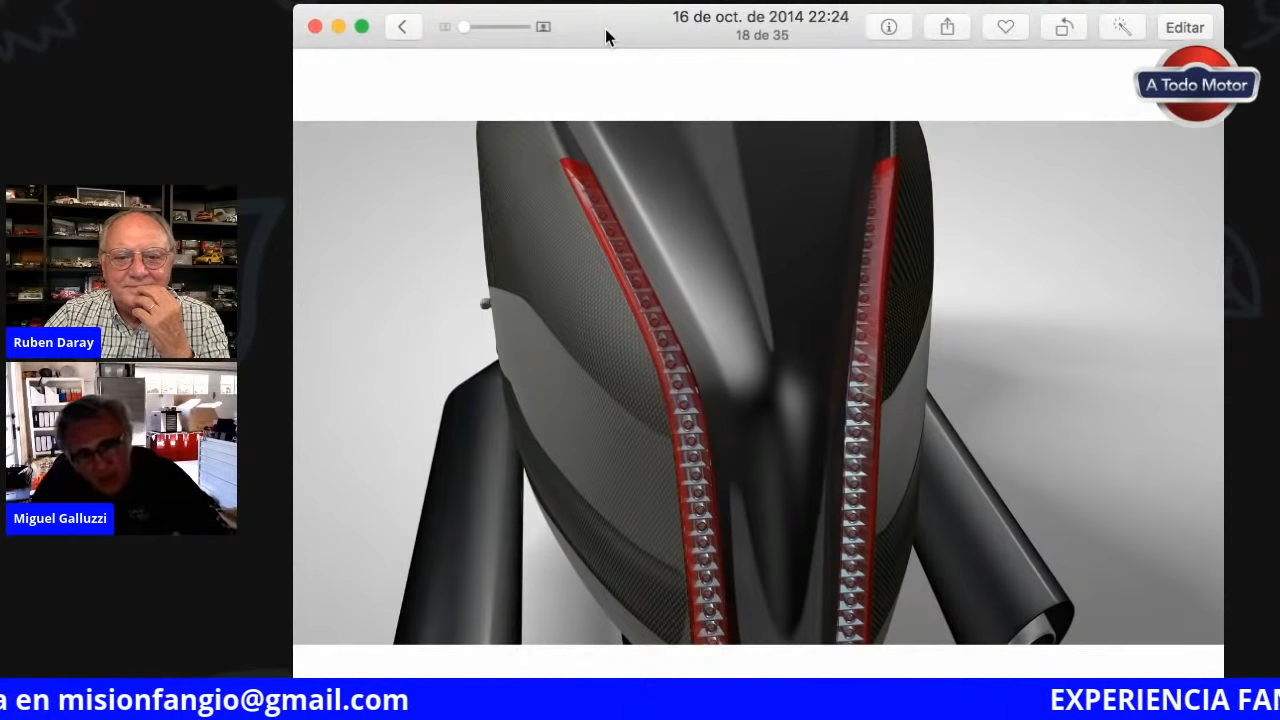 16 de oct. de 2014 22:24
18 de 35
Editar
A Todo Motor
Ruben Daray
Miguel Galluzzi
a en misionfangio@gmail.com
EXPERIENCIA FAN